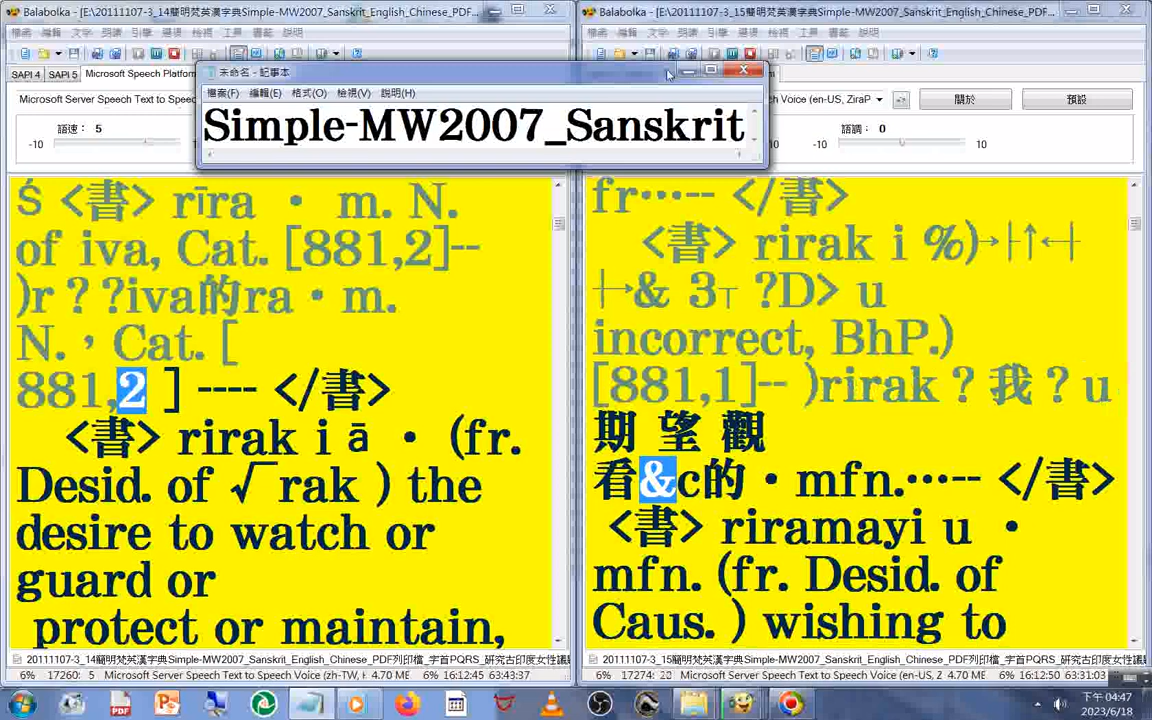 Balabolka - [E:\20111107-3_14簡明梵英漢字典Simple-MW2007_Sanskrit_English_Chinese_PDF...
Balabolka - [E:\20111107-3_15簡明梵英漢字典Simple-MW2007_Sanskrit_English_Chinese_PDF...
SAPI 4 SAPI 5 Microsoft Speech Platform
未命名 - 記事本
檔案(F) 編輯(E) 格式(O) 檢視(V) 說明(H)
Simple-MW2007_Sanskrit
Microsoft Server Speech Text to Spee
Voice (en-US, ZiraP
關於 預設
語速： 5
-10
語調： 0
-10 10
Ś <書> rīra • m. N.
of iva, Cat. [881,2]--
)r ? ?iva的ra • m.
N.，Cat. [
881,2 ] ---- </書>
<書> rirak i ā • (fr.
Desid. of √ rak ) the
desire to watch or
guard or
protect or maintain,
fr…-- </書>
<書> rirak i %)→├↑←┤
├→& 3┬ ?D> u
incorrect, BhP.)
[881,1]-- )rirak ? 我 ? u
期 望 觀
看&c的 • mfn.…-- </書>
<書> riramayi u •
mfn. (fr. Desid. of
Caus. ) wishing to
20111107-3_14簡明梵英漢字典Simple-MW2007_Sanskrit_English_Chinese_PDF列印檔_字首PQRS_研究古印度女性議
20111107-3_15簡明梵英漢字典Simple-MW2007_Sanskrit_English_Chinese_PDF列印檔_字首PQRS_研究古印度女性議
6% 17260: 5 Microsoft Server Speech Text to Speech Voice (zh-TW, H 4.70 ME 16:12:45 63:43:37
6% 17274: Microsoft Server Speech Text to Speech Voice (en-US, Z 4.70 ME 16:12:50 63:31:03
下午 04:47
2023/6/18